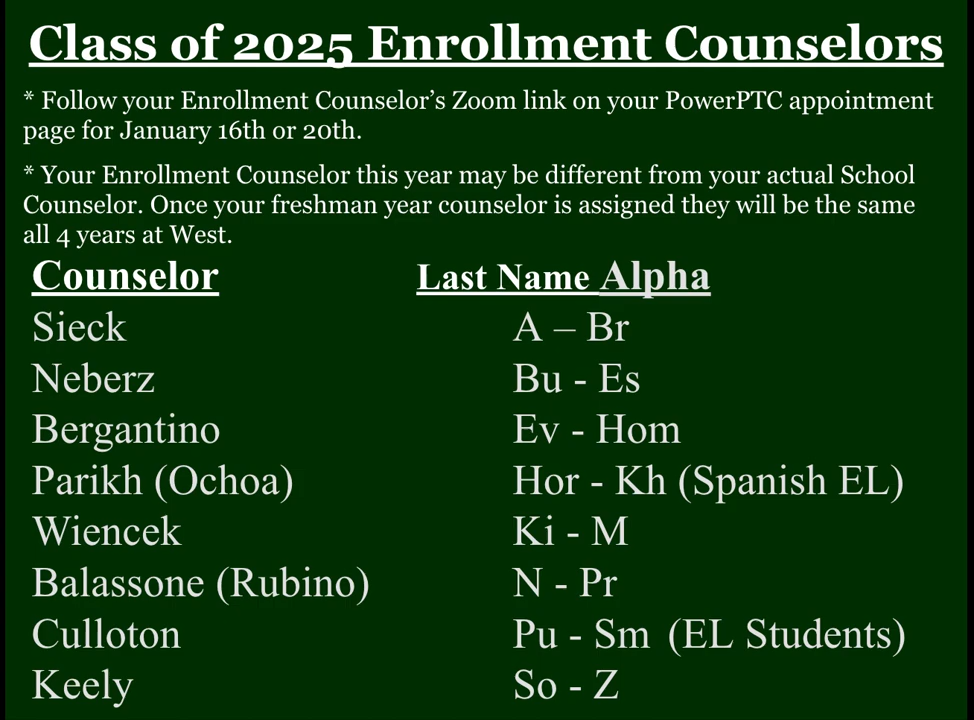 Class of 2025 Enrollment Counselors
* Follow your Enrollment Counselor’s Zoom link on your PowerPTC appointment
page for January 16th or 20th.
* Your Enrollment Counselor this year may be different from your actual School
Counselor. Once your freshman year counselor is assigned they will be the same
all 4 years at West.
Counselor Last Name Alpha
Sieck A – Br
Neberz Bu - Es
Bergantino Ev - Hom
Parikh (Ochoa) Hor - Kh (Spanish EL)
Wiencek Ki - M
Balassone (Rubino) N - Pr
Culloton Pu - Sm (EL Students)
Keely So - Z